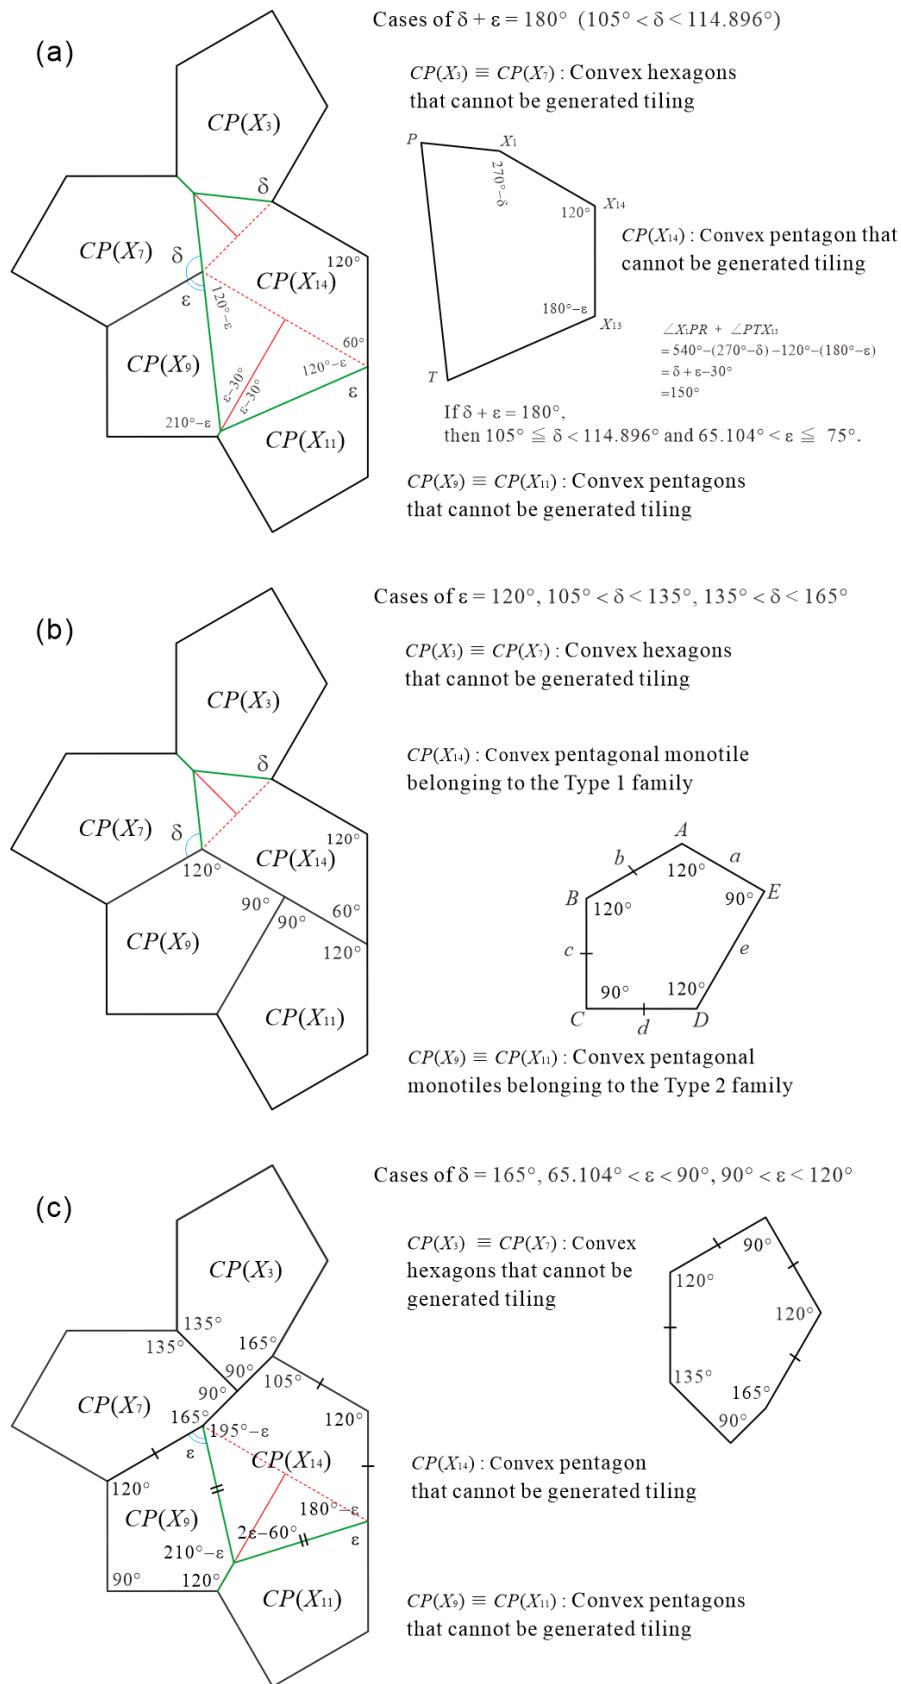 (a)
Cases of δ + ε = 180° (105° < δ < 114.896°)
CP(X₃) ≡ CP(X₇) : Convex hexagons
that cannot be generated tiling
CP(X₃)
δ
CP(X₇)
δ
ε
120°
CP(X₁₄)
120°−ε
60°
120°−ε
ε
CP(X₉)
ε−30°
ε−30°
210°−ε
CP(X₁₁)
P
X₁
270°−δ
X₁₄
120°
180°−ε
X₁₃
T
CP(X₁₄) : Convex pentagon that
cannot be generated tiling
∠X₁PR + ∠PTX₁₃
= 540°−(270°−δ) −120°−(180°−ε)
= δ + ε−30°
=150°
If δ + ε = 180°,
then 105° ≦ δ < 114.896° and 65.104° < ε ≦ 75°.
CP(X₉) ≡ CP(X₁₁) : Convex pentagons
that cannot be generated tiling
(b)
Cases of ε = 120°, 105° < δ < 135°, 135° < δ < 165°
CP(X₃) ≡ CP(X₇) : Convex hexagons
that cannot be generated tiling
CP(X₃)
δ
CP(X₇)
δ
120°
120°
CP(X₁₄)
90°
90°
60°
120°
CP(X₉)
CP(X₁₁)
CP(X₁₄) : Convex pentagonal monotile
belonging to the Type 1 family
A
b
a
120°
B
120°
90°
E
c
e
90°
120°
C
d
D
CP(X₉) ≡ CP(X₁₁) : Convex pentagonal
monotiles belonging to the Type 2 family
(c)
Cases of δ = 165°, 65.104° < ε < 90°, 90° < ε < 120°
CP(X₃) ≡ CP(X₇) : Convex
hexagons that cannot be
generated tiling
CP(X₃)
135°
135°
165°
90°
90°
105°
CP(X₇)
165°
195°−ε
120°
ε
CP(X₁₄)
120°
CP(X₉)
180°−ε
2ε−60°
ε
210°−ε
90°
120°
CP(X₁₁)
90°
120°
120°
135°
165°
90°
CP(X₁₄) : Convex pentagon
that cannot be generated tiling
CP(X₉) ≡ CP(X₁₁) : Convex pentagons
that cannot be generated tiling